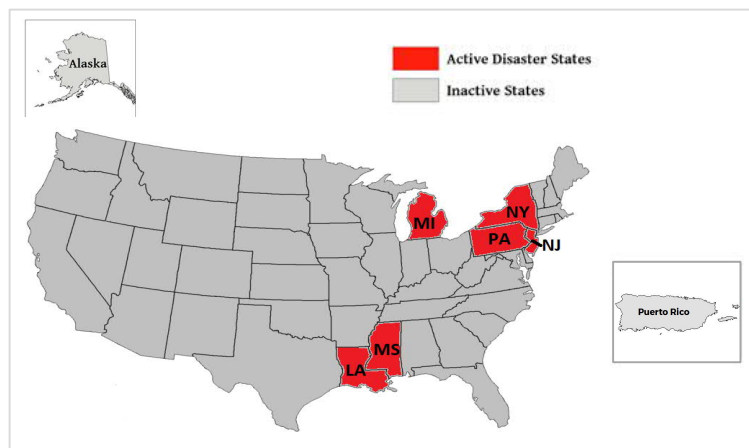 Alaska
Active Disaster States
Inactive States
MI
NY
PA
NJ
Puerto Rico
MS
LA